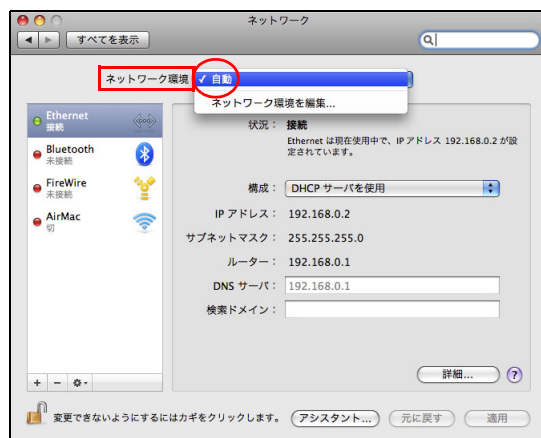 ネットワーク
すべてを表示
ネットワーク環境 ✓ 自動
ネットワーク環境を編集...
Ethernet
接続
Bluetooth
未接続
FireWire
未接続
AirMac
切
状況： 接続
Ethernet は現在使用中で、IP アドレス 192.168.0.2 が設
定されています。
構成： DHCP サーバを使用
IP アドレス： 192.168.0.2
サブネットマスク： 255.255.255.0
ルーター： 192.168.0.1
DNS サーバ： 192.168.0.1
検索ドメイン：
詳細... ?
変更できないようにするにはカギをクリックします。
アシスタント... 元に戻す 適用